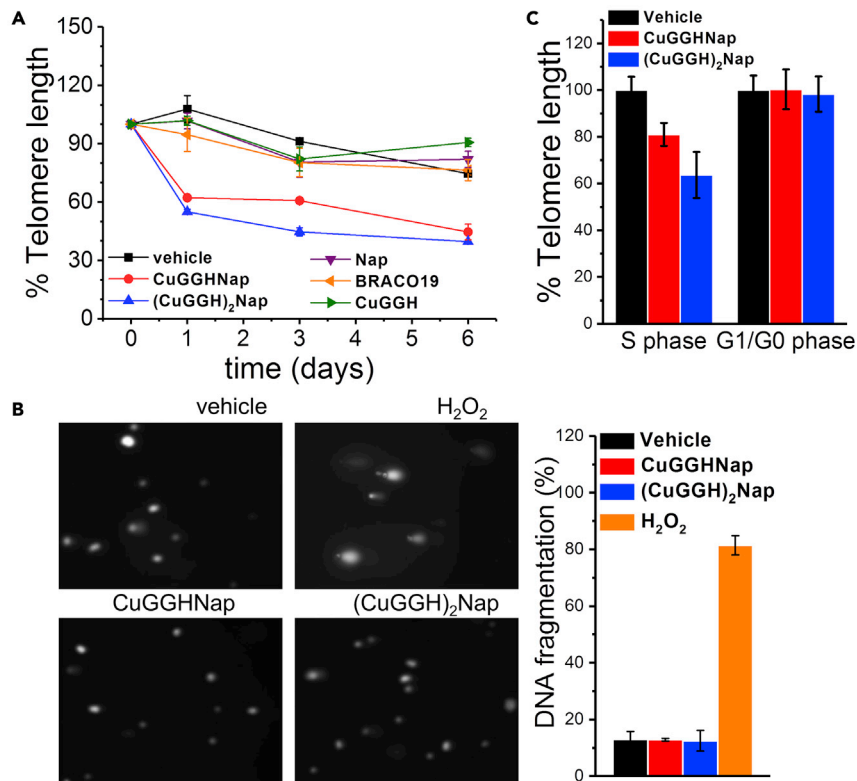 A
% Telomere length
150
120
90
60
30
0
0 1 2 3 4 5 6
time (days)
vehicle
CuGGHNap
(CuGGH)₂Nap
Nap
BRACO19
CuGGH
C
% Telomere length
120
100
80
60
40
20
0
Vehicle
CuGGHNap
(CuGGH)₂Nap
S phase G1/G0 phase
B
vehicle H₂O₂
CuGGHNap (CuGGH)₂Nap
DNA fragmentation (%)
120
100
80
60
40
20
0
Vehicle
CuGGHNap
(CuGGH)₂Nap
H₂O₂